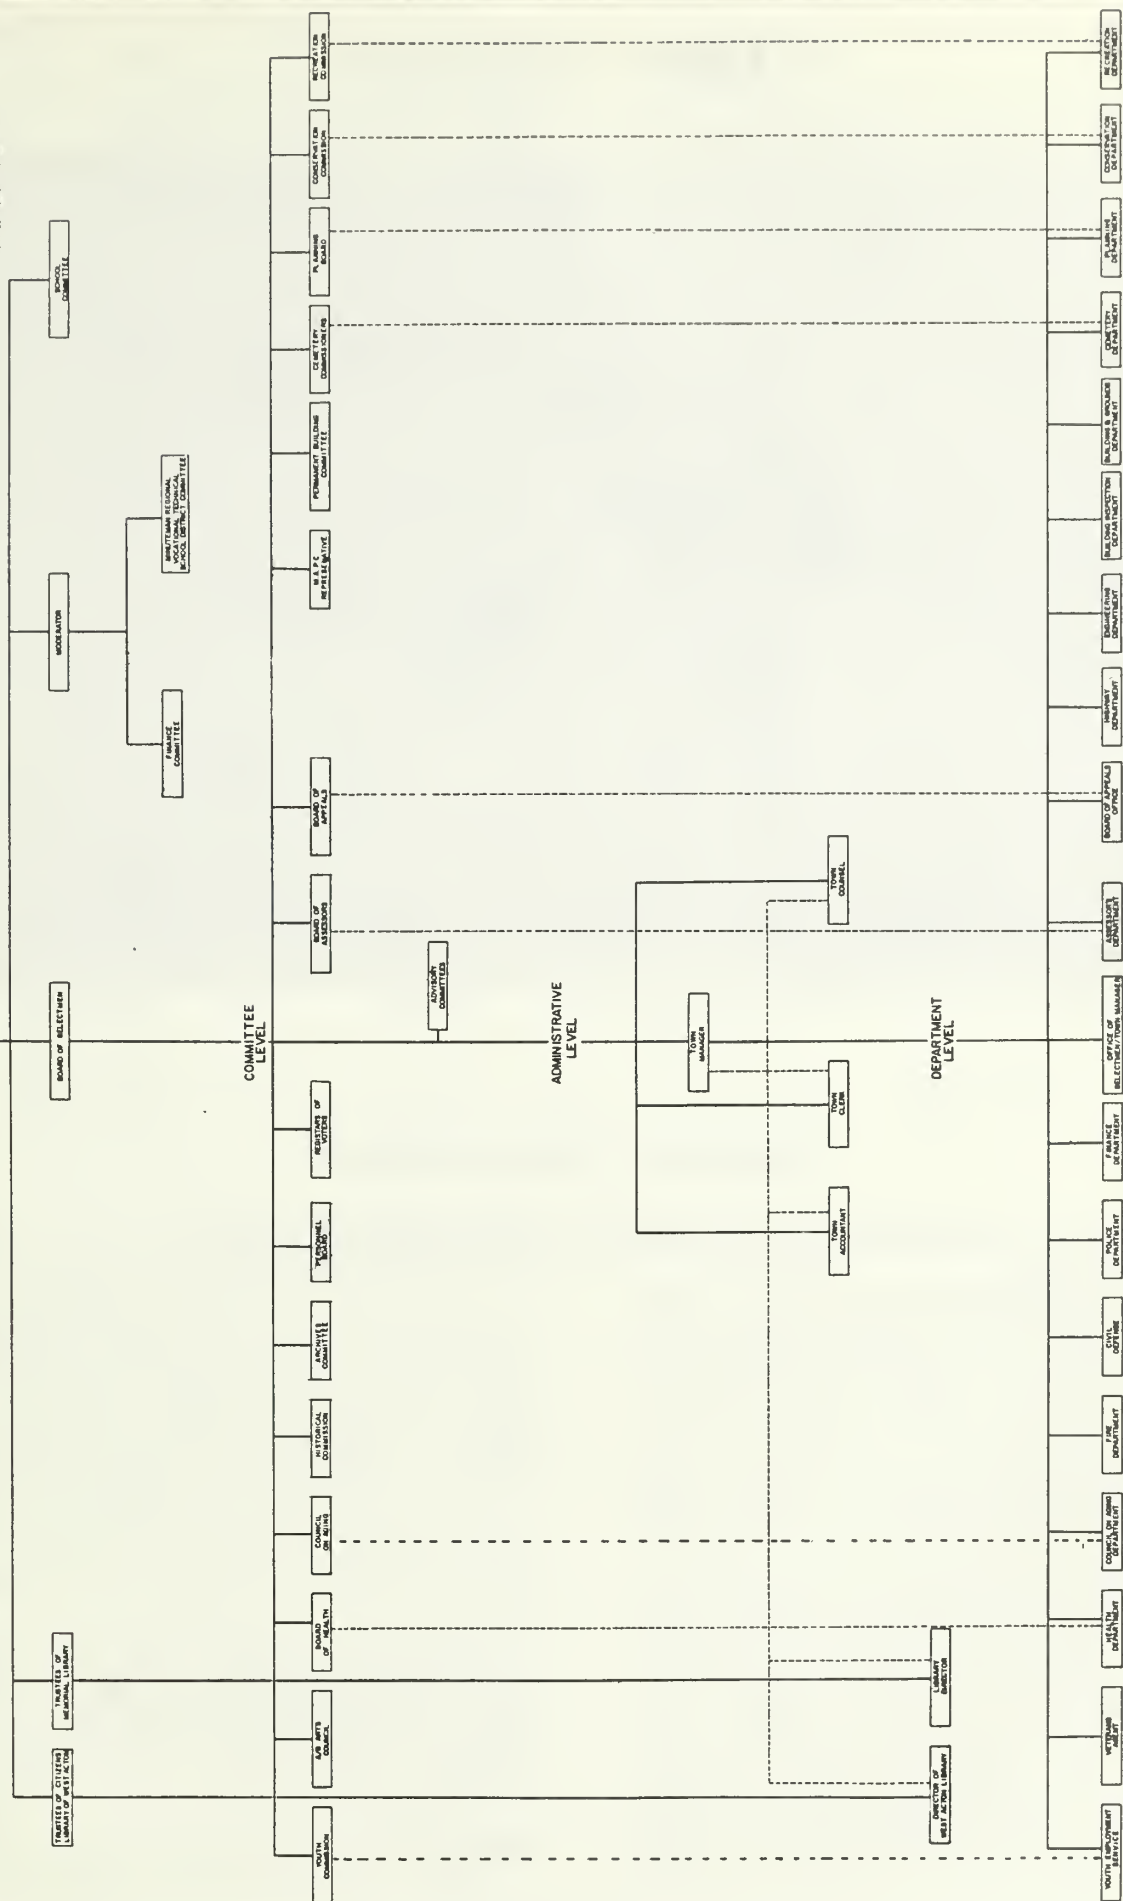 TRUSTEES OF CITIZENS
LIBRARY OF WEST ACTON
TRUSTEES OF
MEMORIAL LIBRARY
BOARD OF SELECTMEN
MODERATOR
SCHOOL
COMMITTEE
FINANCE
COMMITTEE
MINUTEMAN REGIONAL
VOCATIONAL TECHNICAL
SCHOOL DISTRICT COMMITTEE
COMMITTEE
LEVEL
YOUTH
COMMISSION
A/B ARTS
COUNCIL
BOARD
OF HEALTH
COUNCIL
ON AGING
HISTORICAL
COMMISSION
ARCHIVES
COMMITTEE
PERSONNEL
BOARD
REGISTARS OF
VOTERS
BOARD OF
ASSESSORS
BOARD OF
APPEALS
M.A.P.C.
REPRESENATIVE
PERMANENT BUILDING
COMMITTEE
CEMETERY
COMMISSIONERS
PLANNING
BOARD
CONSERVATION
COMMISSION
RECREATION
COMMISSION
ADVISORY
COMMITTEES
ADMINISTRATIVE
LEVEL
TOWN
MANAGER
TOWN
ACCOUNTANT
TOWN
CLERK
TOWN
COUNSEL
DIRECTOR OF
WEST ACTON LIBRARY
LIBRARY
DIRECTOR
DEPARTMENT
LEVEL
YOUTH EMPLOYMENT
SERVICE
VETERANS
AGENT
HEALTH
DEPARTMENT
COUNCIL ON AGING
DEPARTMENT
FIRE
DEPARTMENT
CIVIL
DEFENSE
POLICE
DEPARTMENT
FINANCE
DEPARTMENT
OFFICE OF
SELECTMEN/TOWN MANAGER
ASSESSORS
DEPARTMENT
BOARD OF APPEALS
OFFICE
HIGHWAY
DEPARTMENT
ENGINEERING
DEPARTMENT
BUILDING INSPECTION
DEPARTMENT
BUILDING & GROUNDS
DEPARTMENT
CEMETERY
DEPARTMENT
PLANNING
DEPARTMENT
CONSERVATION
DEPARTMENT
RECREATION
DEPARTMENT